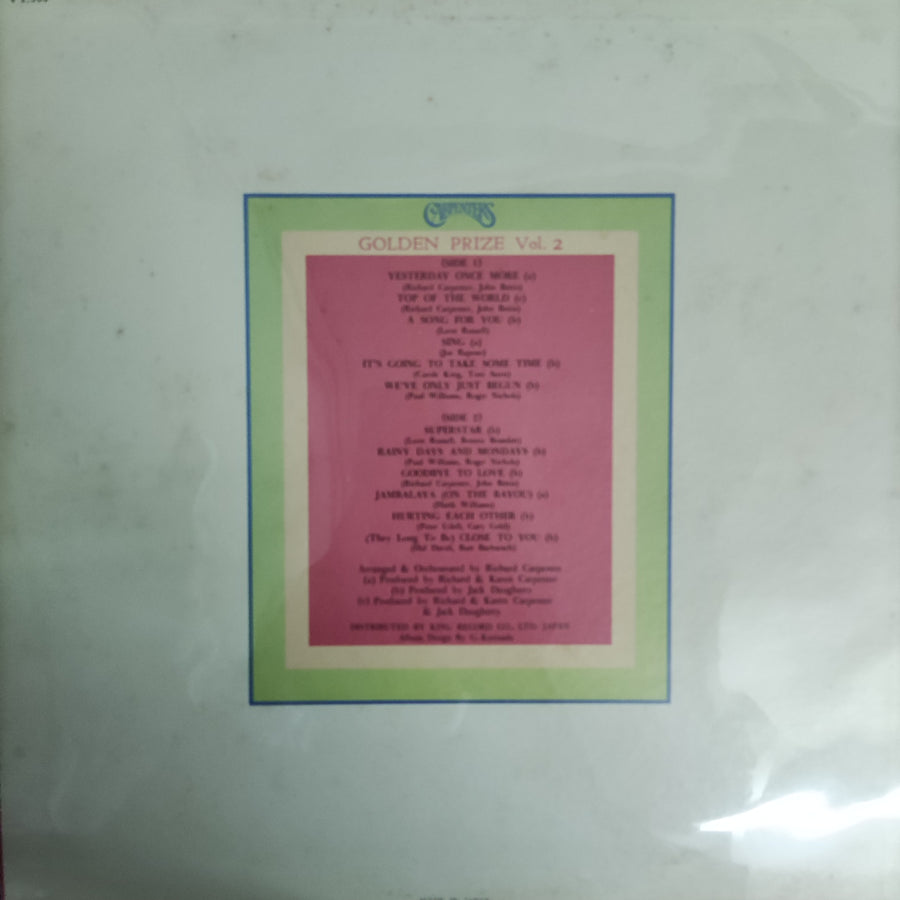 CARPENTERS
GOLDEN PRIZE Vol. 2
(SIDE 1)
YESTERDAY ONCE MORE (a)
(Richard Carpenter, John Bettis)
TOP OF THE WORLD (c)
(Richard Carpenter, John Bettis)
A SONG FOR YOU (b)
(Leon Russell)
SING (a)
(Joe Raposo)
IT'S GOING TO TAKE SOME TIME (b)
(Carole King, Toni Stern)
WE'VE ONLY JUST BEGUN (b)
(Paul Williams, Roger Nichols)
(SIDE 2)
SUPERSTAR (b)
(Leon Russell, Bonnie Bramlett)
RAINY DAYS AND MONDAYS (b)
(Paul Williams, Roger Nichols)
GOODBYE TO LOVE (b)
(Richard Carpenter, John Bettis)
JAMBALAYA (ON THE BAYOU) (a)
(Hank Williams)
HURTING EACH OTHER (b)
(Peter Udell, Gary Geld)
(They Long To Be) CLOSE TO YOU (b)
(Hal David, Burt Bacharach)
Arranged & Orchestrated by Richard Carpenter
(a) Produced by Richard & Karen Carpenter
(b) Produced by Jack Daugherty
(c) Produced by Richard & Karen Carpenter
& Jack Daugherty
DISTRIBUTED BY KING RECORD CO., LTD. JAPAN
Album Design By G.